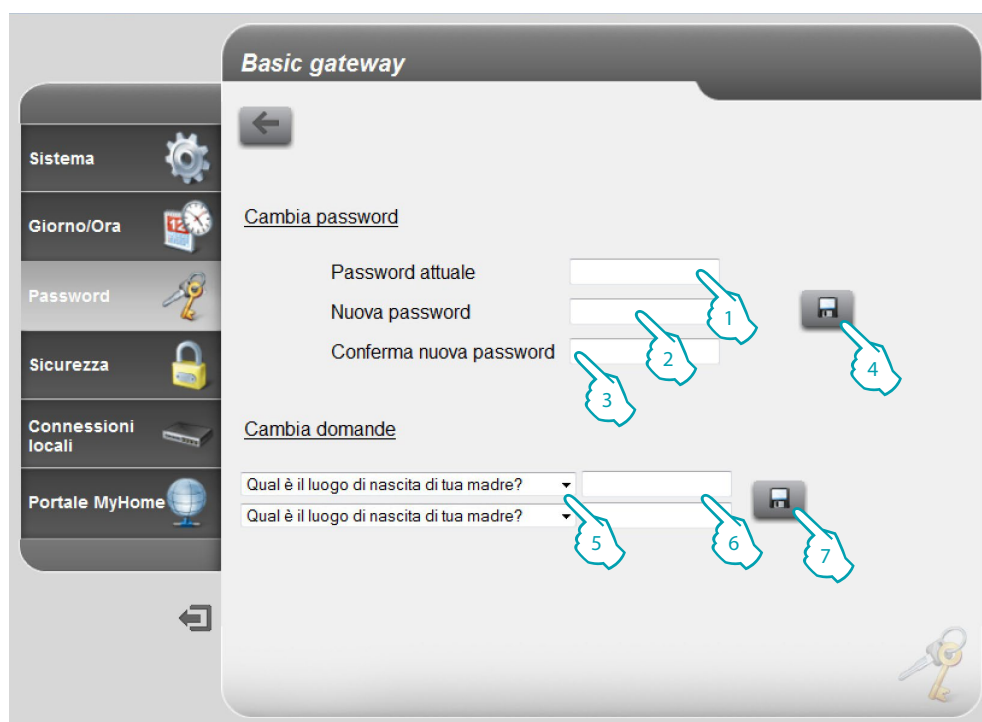 Basic gateway
Sistema
Giorno/Ora
12
Password
Sicurezza
Connessioni
locali
Portale MyHome
Cambia password
Password attuale
1
Nuova password
2
Conferma nuova password
3
4
Cambia domande
Qual è il luogo di nascita di tua madre?
Qual è il luogo di nascita di tua madre?
5
6
7